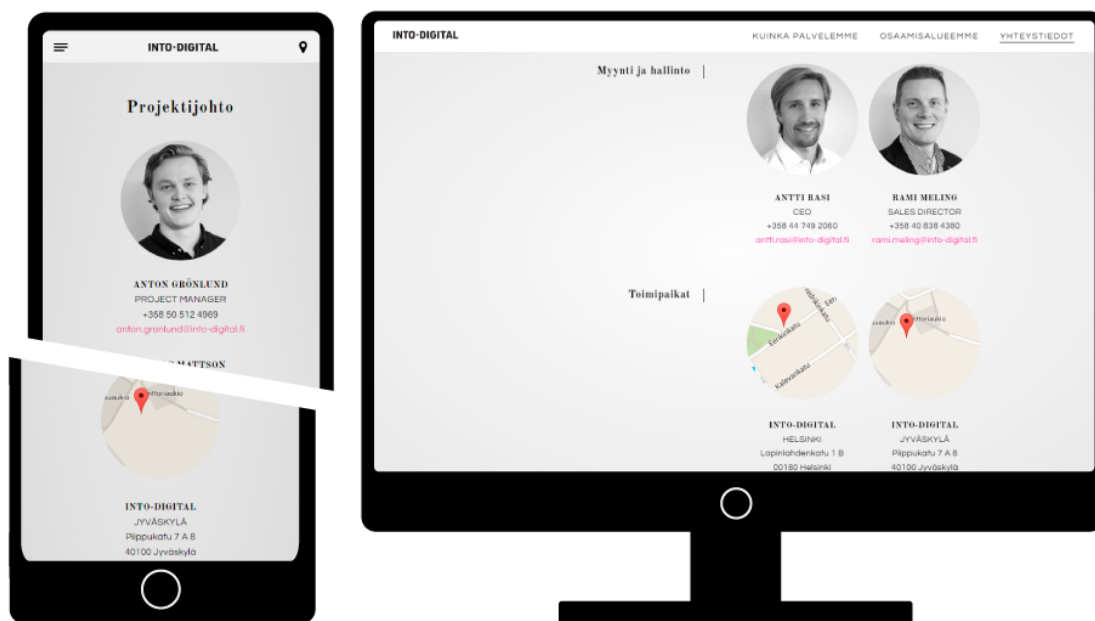 INTO-DIGITAL
Projektijohto
ANTON GRÖNLUND
PROJECT MANAGER
+358 50 512 4969
anton.gronlund@into-digital.fi
MATTSON
INTO-DIGITAL
JYVÄSKYLÄ
Piippukatu 7 A 8
40100 Jyväskylä
INTO-DIGITAL
KUINKA PALVELEMME
OSAAMISALUEEMME
YHTEYSTIEDOT
Myynti ja hallinto
ANTTI RASI
CEO
+358 44 749 2060
antti.rasi@into-digital.fi
RAMI MELING
SALES DIRECTOR
+358 40 838 4380
rami.meling@into-digital.fi
Toimipaikat
Eerikinkatu
Kalevankatu
INTO-DIGITAL
HELSINKI
Lapinlahdenkatu 1 B
00180 Helsinki
INTO-DIGITAL
JYVÄSKYLÄ
Piippukatu 7 A 8
40100 Jyväskylä